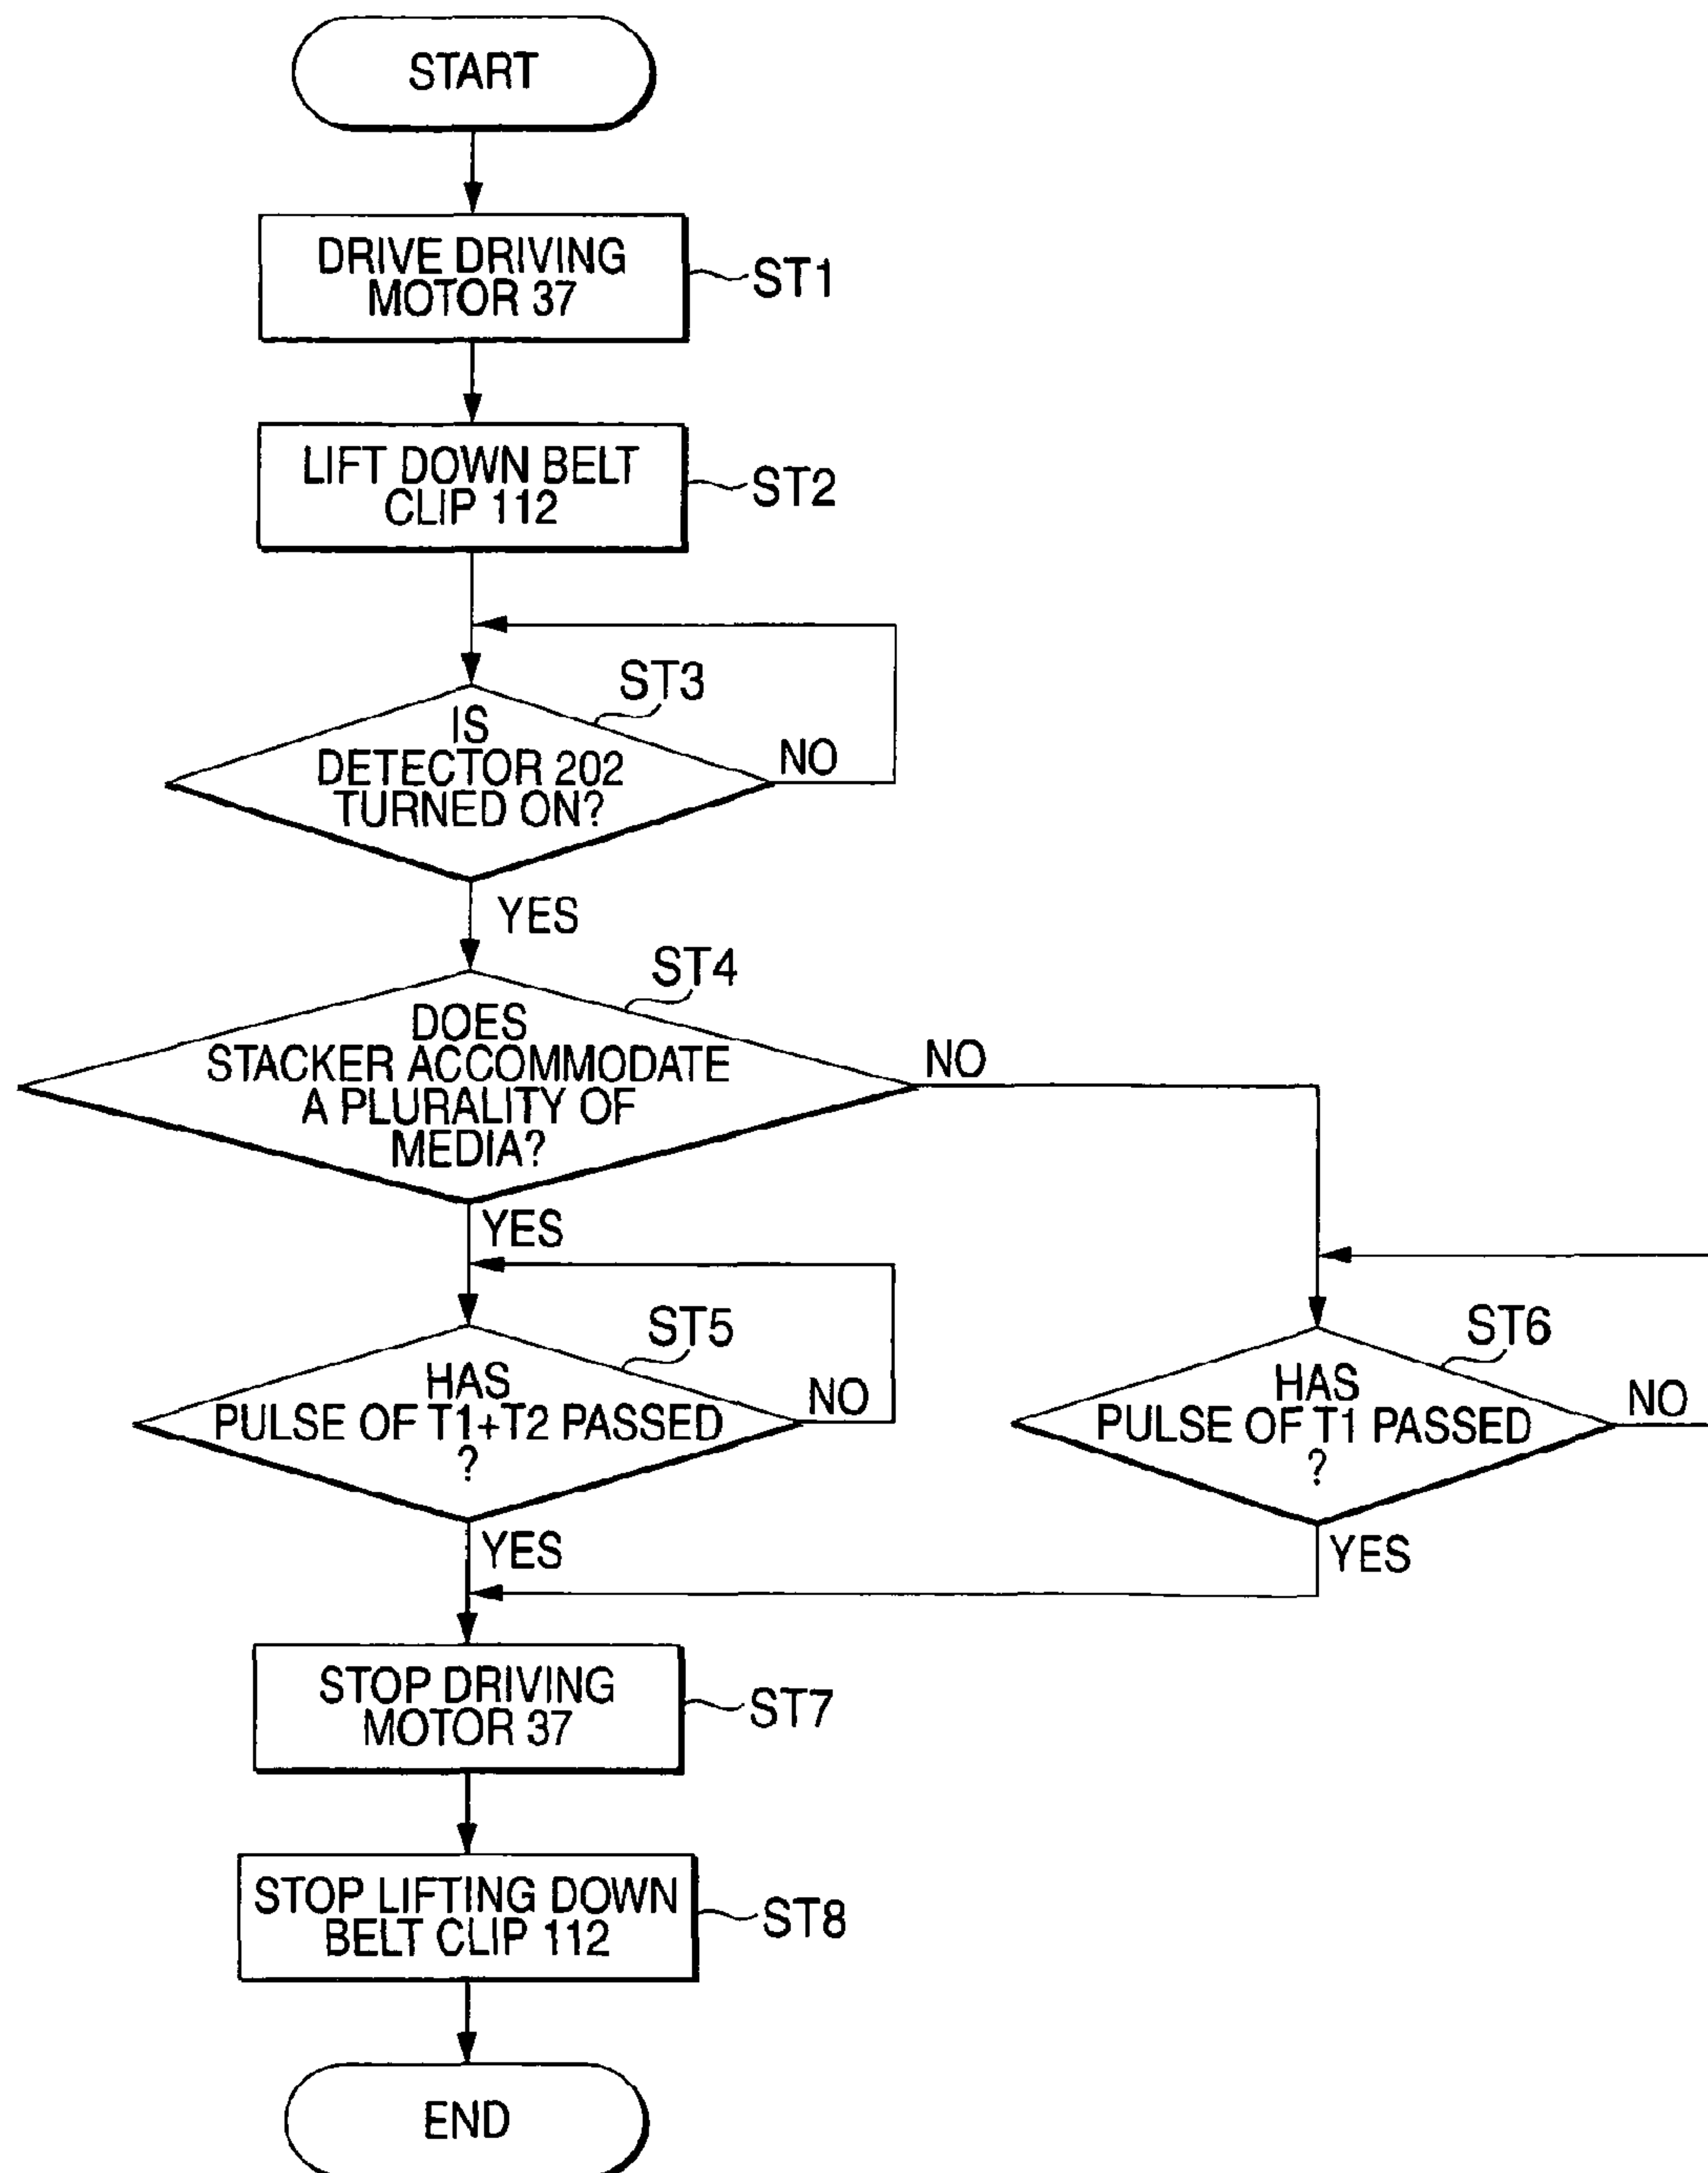 START
DRIVE DRIVING
MOTOR 37
ST1
LIFT DOWN BELT
CLIP 112
ST2
ST3
IS
DETECTOR 202
TURNED ON?
NO
YES
ST4
DOES
STACKER ACCOMMODATE
A PLURALITY OF
MEDIA?
NO
YES
ST5
HAS
PULSE OF T1+T2 PASSED
?
NO
YES
ST6
HAS
PULSE OF T1 PASSED
?
NO
YES
STOP DRIVING
MOTOR 37
ST7
STOP LIFTING DOWN
BELT CLIP 112
ST8
END